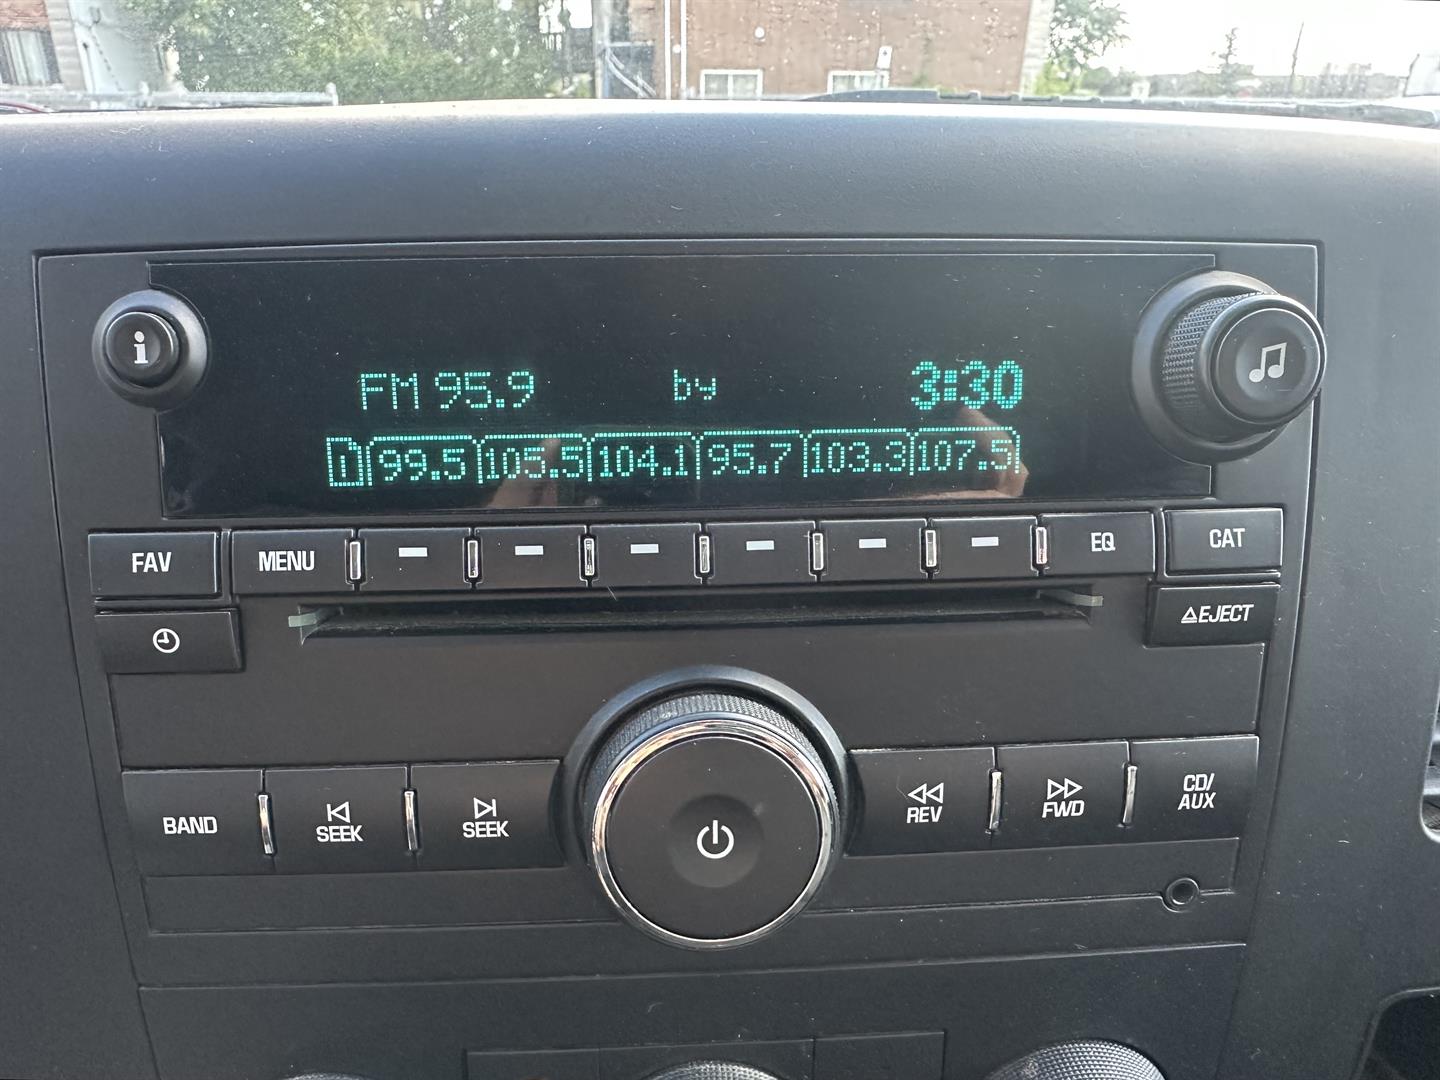 i
FM 95.9 by 3:30
1 99.5 105.5 104.1 95.7 103.3 107.5
FAV MENU EQ CAT
EJECT
BAND SEEK SEEK REV FWD CD/
AUX